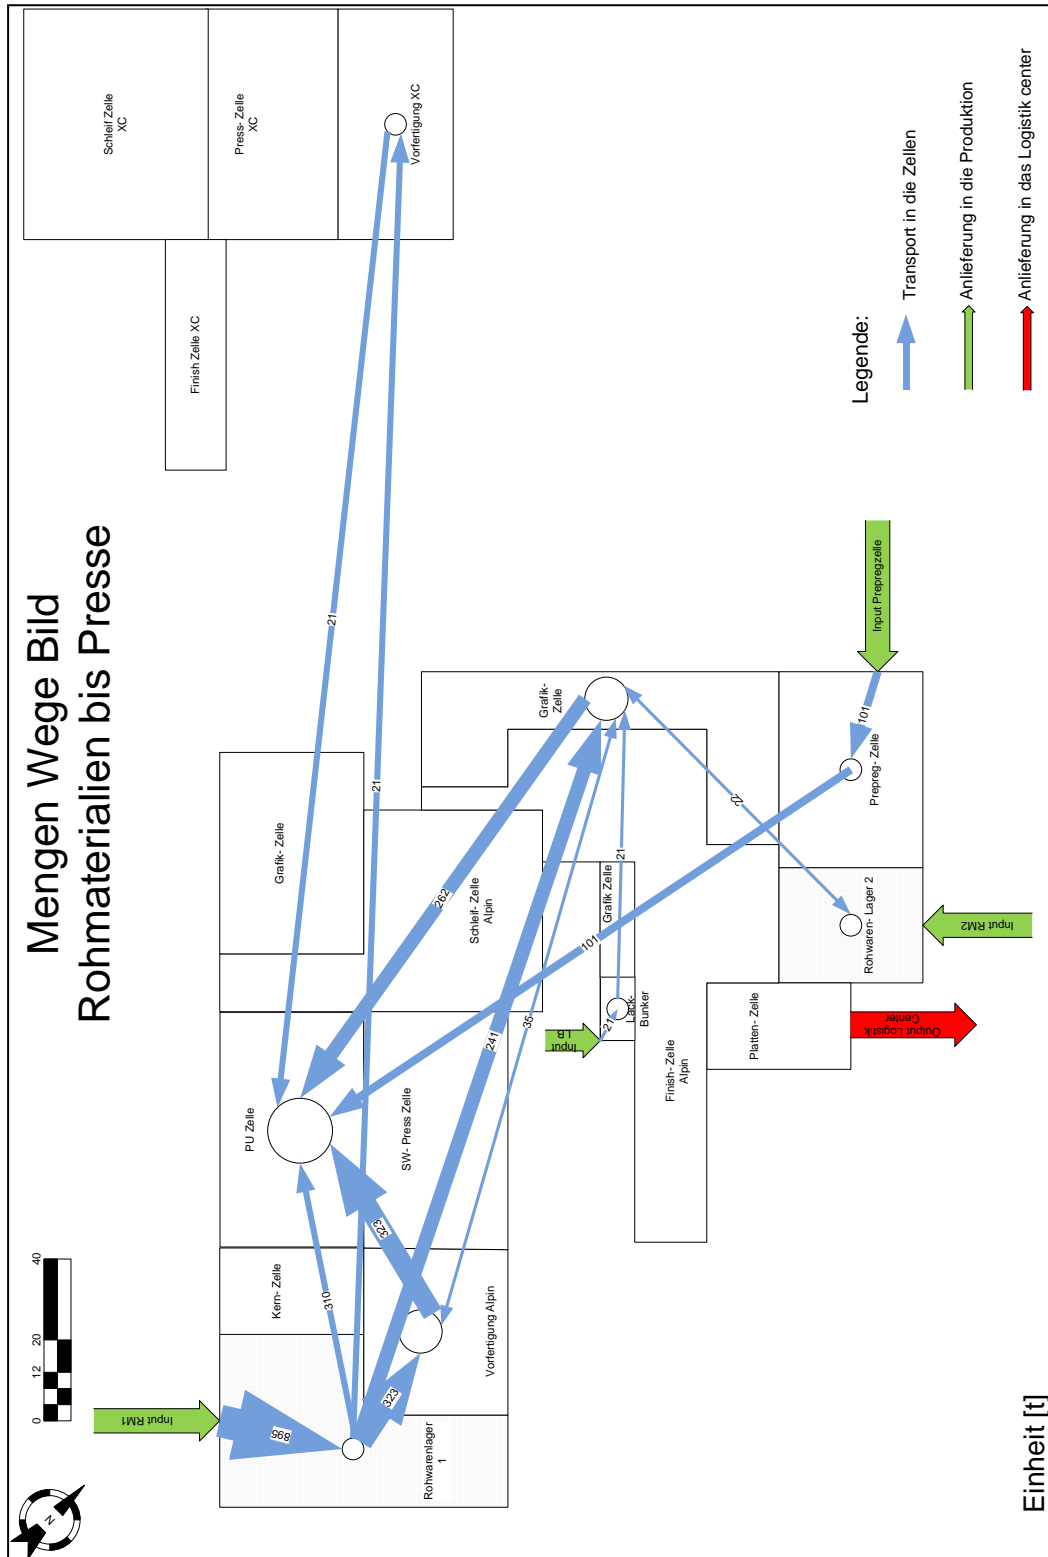 Mengen Wege Bild
Rohmaterialien bis Presse
Schleif Zelle
XC
Press- Zelle
XC
Vorfertigung XC
Finish Zelle XC
21
21
Grafik- Zelle
Grafik-
Zelle
Schleif- Zelle
Alpin
262
241
35
21
22
101
101
Input Prepregzelle
Prepreg- Zelle
Rohwaren- Lager 2
Input RM2
Grafik Zelle
Lack-
Bunker
21
Input
LB
Finish- Zelle
Alpin
Platten- Zelle
Output Logistik
Center
PU Zelle
SW- Press Zelle
323
310
Kern- Zelle
Vorfertigung Alpin
323
895
Input RM1
Rohwarenlager
1
0
12
20
40
N
Legende:
Transport in die Zellen
Anlieferung in die Produktion
Anlieferung in das Logistik center
Einheit [t]